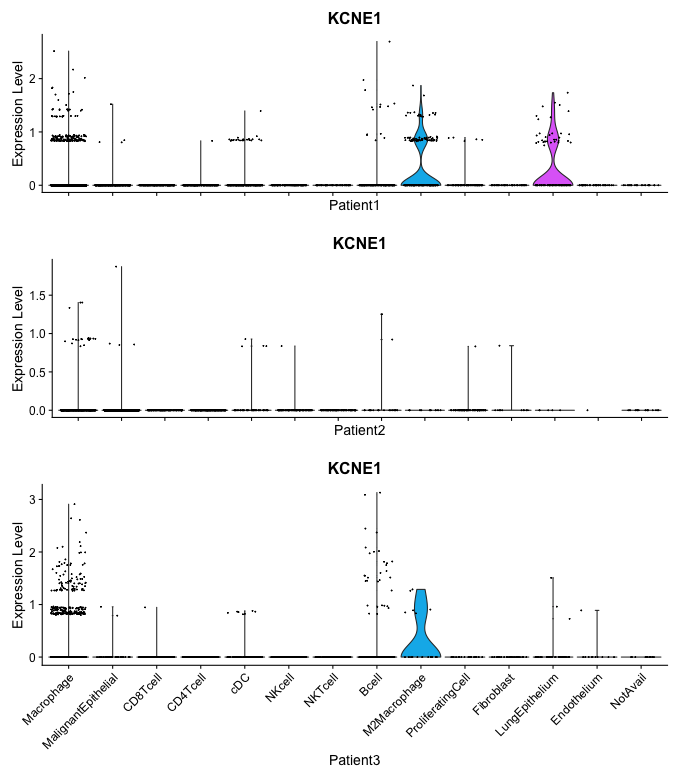 KCNE1
Expression Level
2
1
0
Patient1
KCNE1
Expression Level
1.5
1.0
0.5
0.0
Patient2
KCNE1
Expression Level
3
2
1
0
Macrophage
MalignantEpithelial
CD8Tcell
CD4Tcell
cDC
NKcell
NKTcell
Bcell
M2Macrophage
ProliferatingCell
Fibroblast
LungEpithelium
Endothelium
NotAvail
Patient3